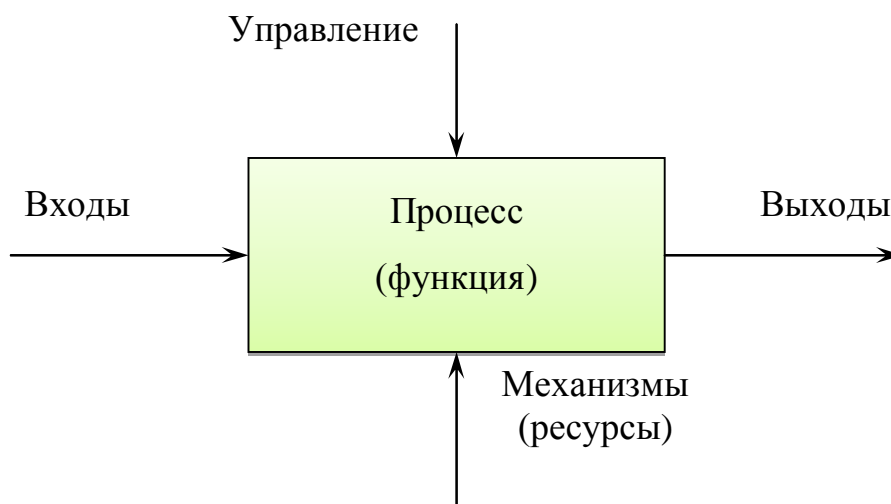 Управление
Входы
Процесс
(функция)
Выходы
Механизмы
(ресурсы)